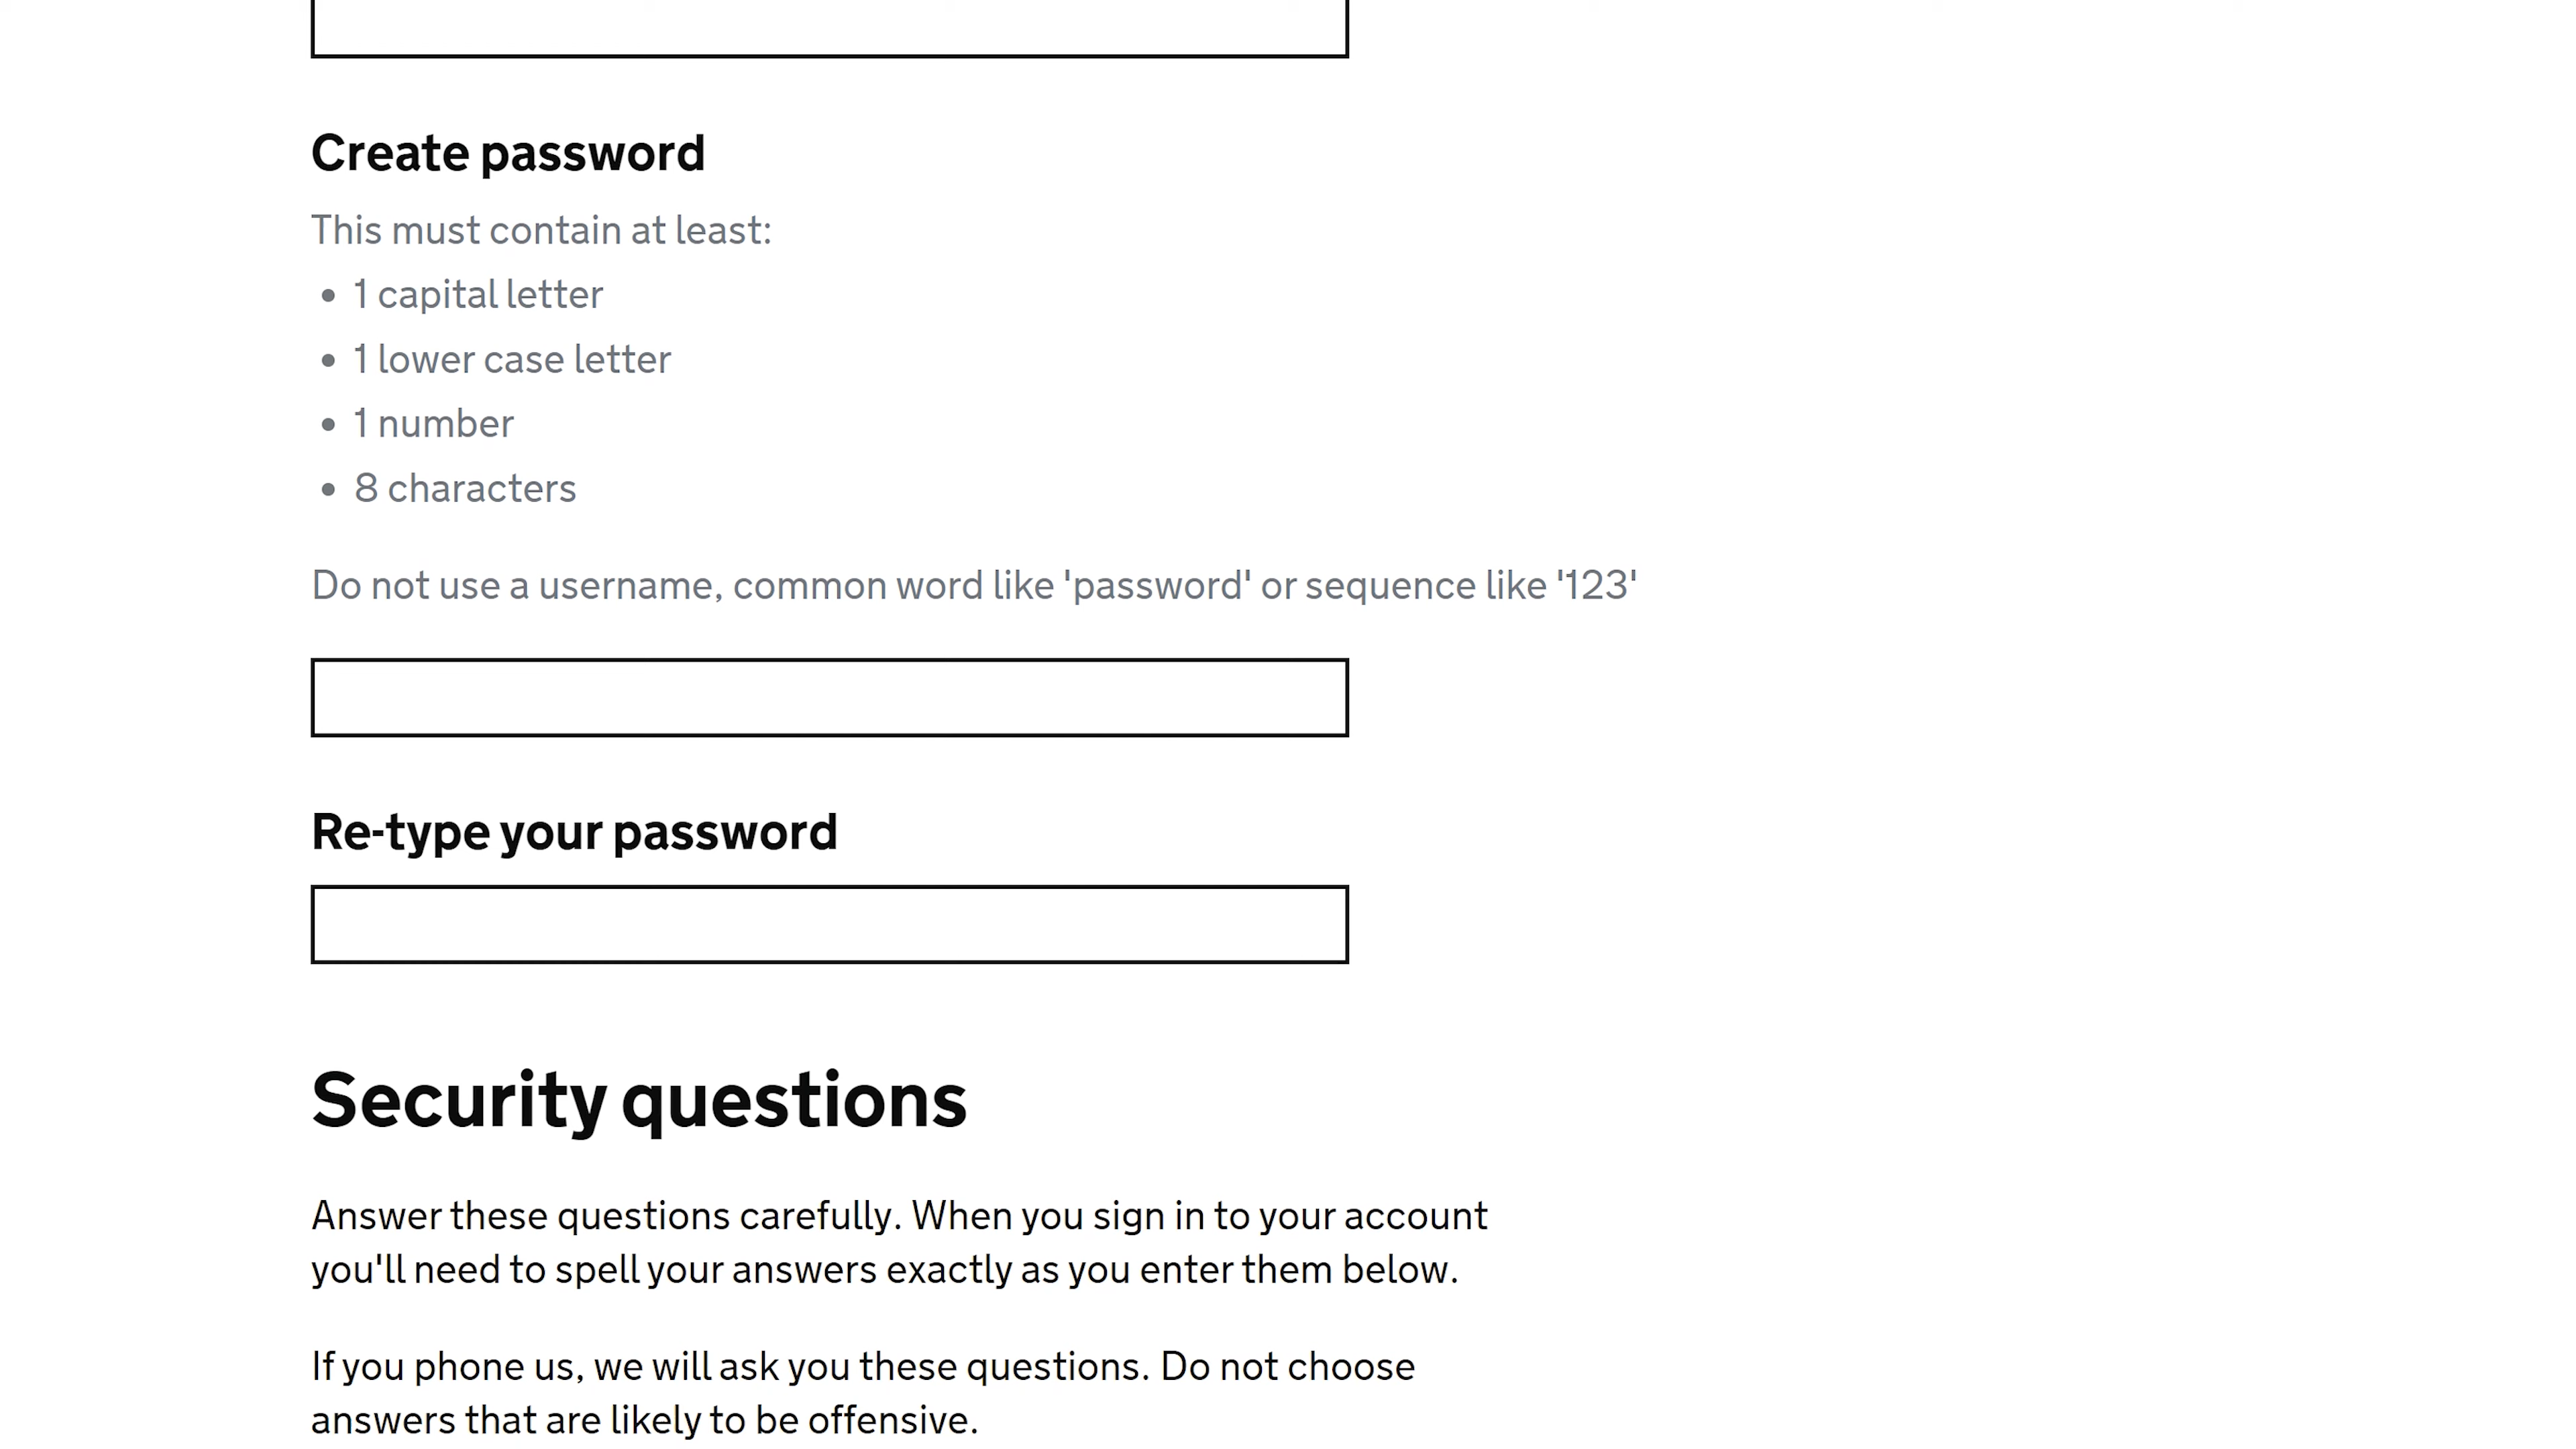 Create password
This must contain at least:
• 1 capital letter
• 1 lower case letter
• 1 number
• 8 characters
Do not use a username, common word like 'password' or sequence like '123'
Re-type your password
Security questions
Answer these questions carefully. When you sign in to your account
you'll need to spell your answers exactly as you enter them below.
If you phone us, we will ask you these questions. Do not choose
answers that are likely to be offensive.